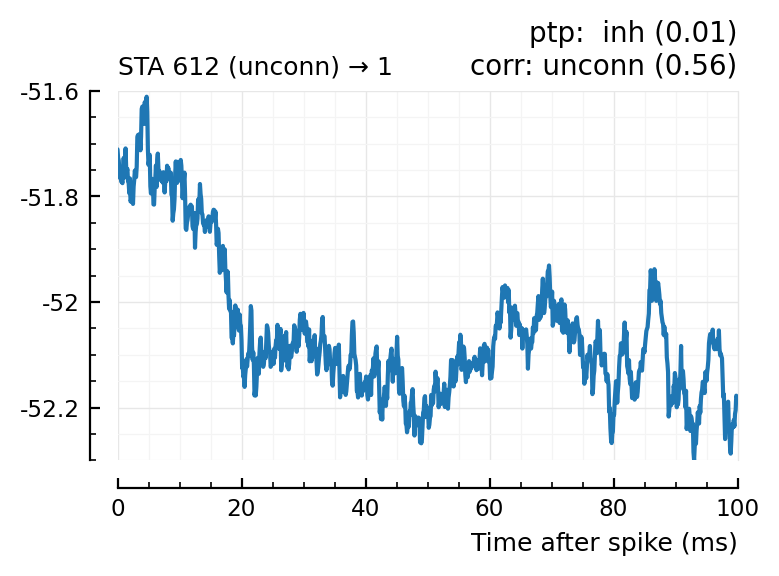 ptp:  inh (0.01)
STA 612 (unconn) → 1
corr: unconn (0.56)
-51.6
-51.8
-52
-52.2
0
20
40
60
80
100
Time after spike (ms)